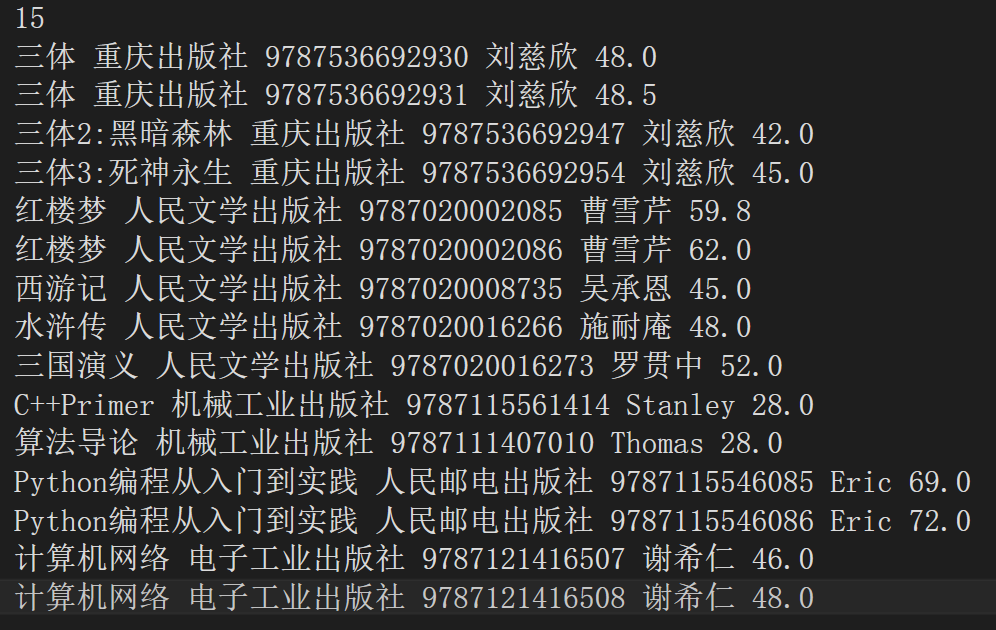 15
三体 重庆出版社 9787536692930 刘慈欣 48.0
三体 重庆出版社 9787536692931 刘慈欣 48.5
三体2:黑暗森林 重庆出版社 9787536692947 刘慈欣 42.0
三体3:死神永生 重庆出版社 9787536692954 刘慈欣 45.0
红楼梦 人民文学出版社 9787020002085 曹雪芹 59.8
红楼梦 人民文学出版社 9787020002086 曹雪芹 62.0
西游记 人民文学出版社 9787020008735 吴承恩 45.0
水浒传 人民文学出版社 9787020016266 施耐庵 48.0
三国演义 人民文学出版社 9787020016273 罗贯中 52.0
C++Primer 机械工业出版社 9787115561414 Stanley 28.0
算法导论 机械工业出版社 9787111407010 Thomas 28.0
Python编程从入门到实践 人民邮电出版社 9787115546085 Eric 69.0
Python编程从入门到实践 人民邮电出版社 9787115546086 Eric 72.0
计算机网络 电子工业出版社 9787121416507 谢希仁 46.0
计算机网络 电子工业出版社 9787121416508 谢希仁 48.0